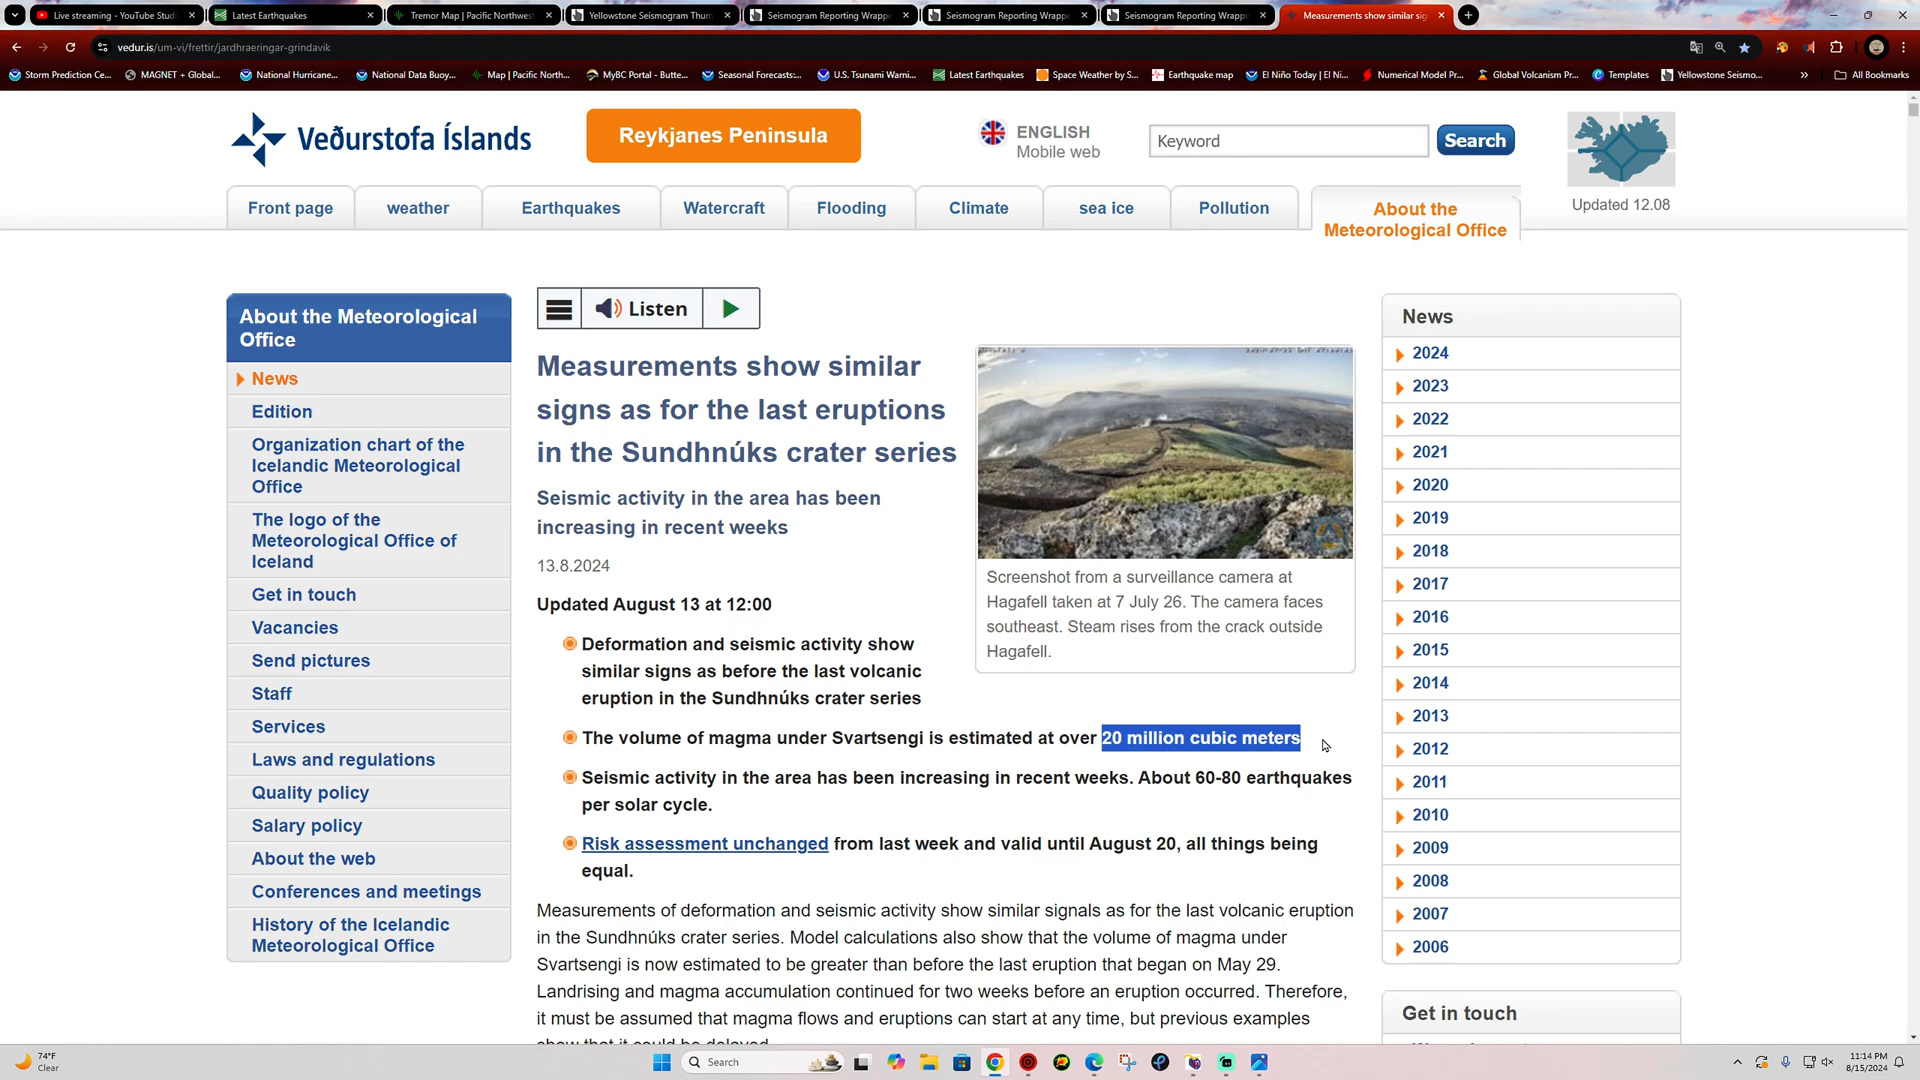 Live streaming - YouTube Studi
Latest Earthquakes
Tremor Map | Pacific Northwest
Yellowstone Seismogram Thum
Seismogram Reporting Wrappe
Seismogram Reporting Wrappe
Seismogram Reporting Wrappe
Measurements show similar sig
vedur.is/um-vi/frettir/jardhraeringar-grindavik
Storm Prediction Ce...
MAGNET + Global...
National Hurricane...
National Data Buoy...
Map | Pacific North...
MyBC Portal - Butte...
Seasonal Forecasts:...
U.S. Tsunami Warni...
Latest Earthquakes
Space Weather by S...
Earthquake map
El Niño Today | El Ni...
Numerical Model Pr...
Global Volcanism Pr...
Templates
Yellowstone Seismo...
All Bookmarks
Veðurstofa Íslands
Reykjanes Peninsula
ENGLISH
Mobile web
Keyword
Search
Updated 12.08
Front page
weather
Earthquakes
Watercraft
Flooding
Climate
sea ice
Pollution
About the
Meteorological Office
About the Meteorological
Office
News
Edition
Organization chart of the
Icelandic Meteorological
Office
The logo of the
Meteorological Office of
Iceland
Get in touch
Vacancies
Send pictures
Staff
Services
Laws and regulations
Quality policy
Salary policy
About the web
Conferences and meetings
History of the Icelandic
Meteorological Office
Listen
Measurements show similar
signs as for the last eruptions
in the Sundhnúks crater series
Seismic activity in the area has been
increasing in recent weeks
13.8.2024
Updated August 13 at 12:00
Screenshot from a surveillance camera at
Hagafell taken at 7 July 26. The camera faces
southeast. Steam rises from the crack outside
Hagafell.
Deformation and seismic activity show
similar signs as before the last volcanic
eruption in the Sundhnúks crater series
The volume of magma under Svartsengi is estimated at over 20 million cubic meters
Seismic activity in the area has been increasing in recent weeks. About 60-80 earthquakes
per solar cycle.
Risk assessment unchanged from last week and valid until August 20, all things being
equal.
Measurements of deformation and seismic activity show similar signals as for the last volcanic eruption
in the Sundhnúks crater series. Model calculations also show that the volume of magma under
Svartsengi is now estimated to be greater than before the last eruption that began on May 29.
Landrising and magma accumulation continued for two weeks before an eruption occurred. Therefore,
it must be assumed that magma flows and eruptions can start at any time, but previous examples
show that it could be delayed
News
2024
2023
2022
2021
2020
2019
2018
2017
2016
2015
2014
2013
2012
2011
2010
2009
2008
2007
2006
Get in touch
74°F
Clear
Search
11:14 PM
8/15/2024